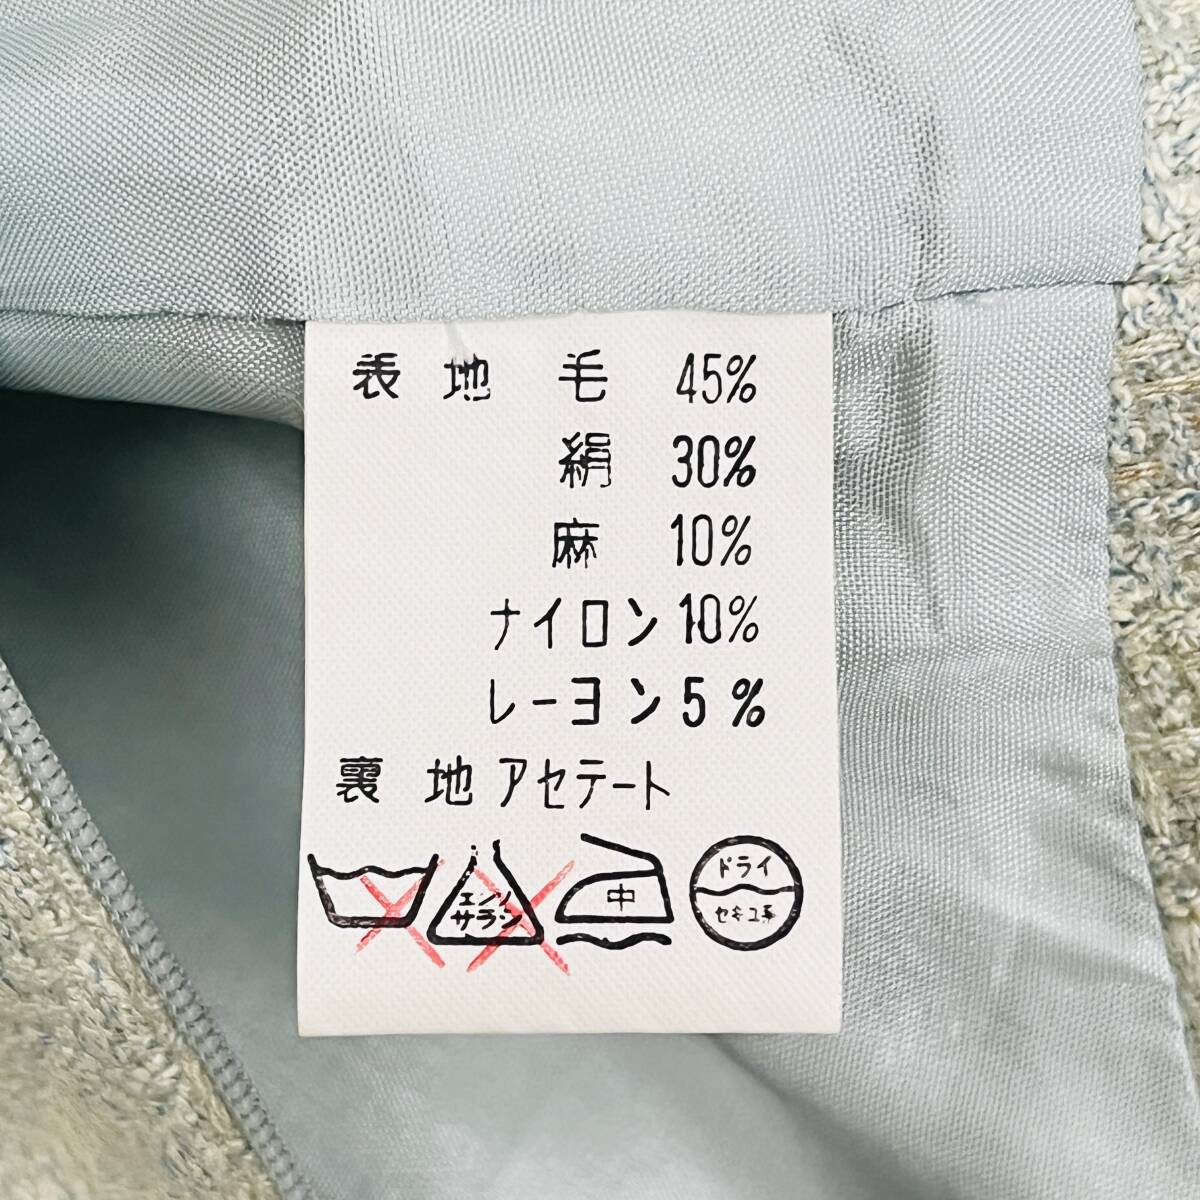 表地 毛 45%
絹 30%
麻 10%
ナイロン 10%
レーヨン 5%
裏地 アセテート
エンソ
サラシ
中
ドライ
セキユ系